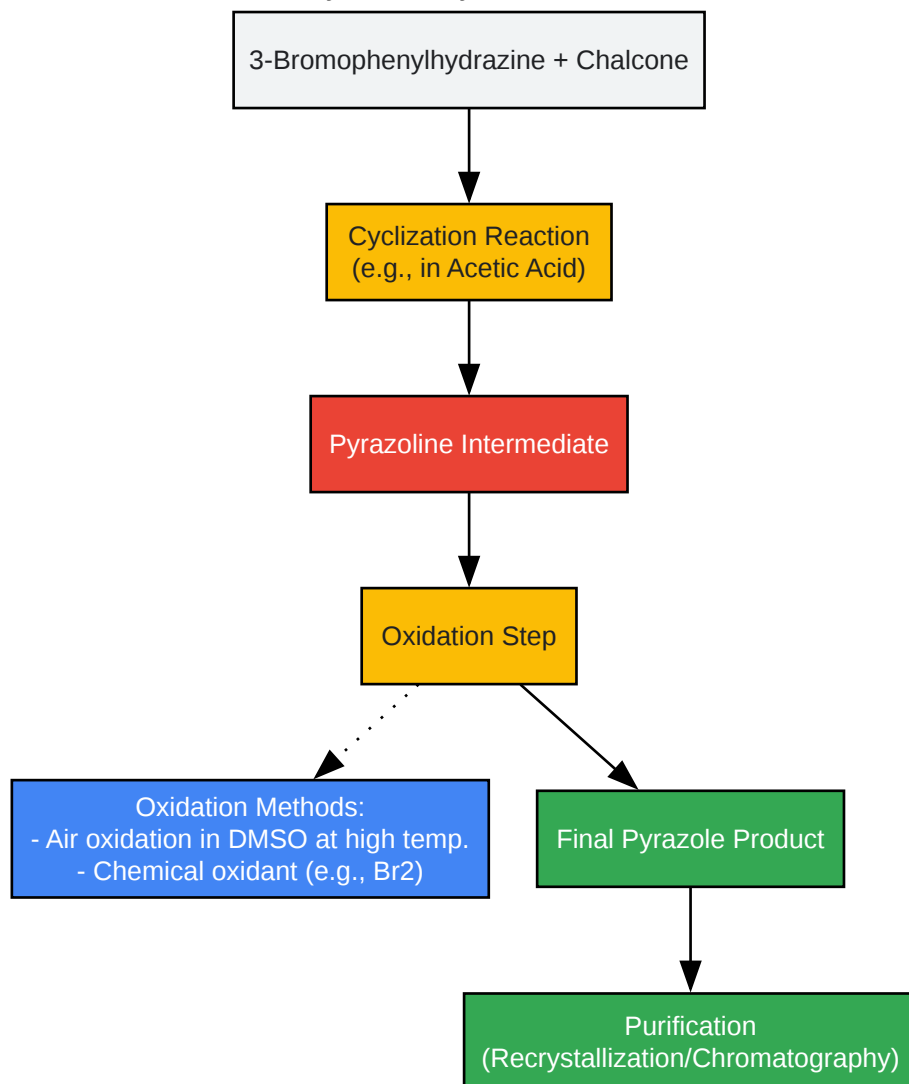 3-Bromophenylhydrazine + Chalcone
Cyclization Reaction
(e.g., in Acetic Acid)
Pyrazoline Intermediate
Oxidation Step
Oxidation Methods:
- Air oxidation in DMSO at high temp.
- Chemical oxidant (e.g., Br2)
Final Pyrazole Product
Purification
(Recrystallization/Chromatography)